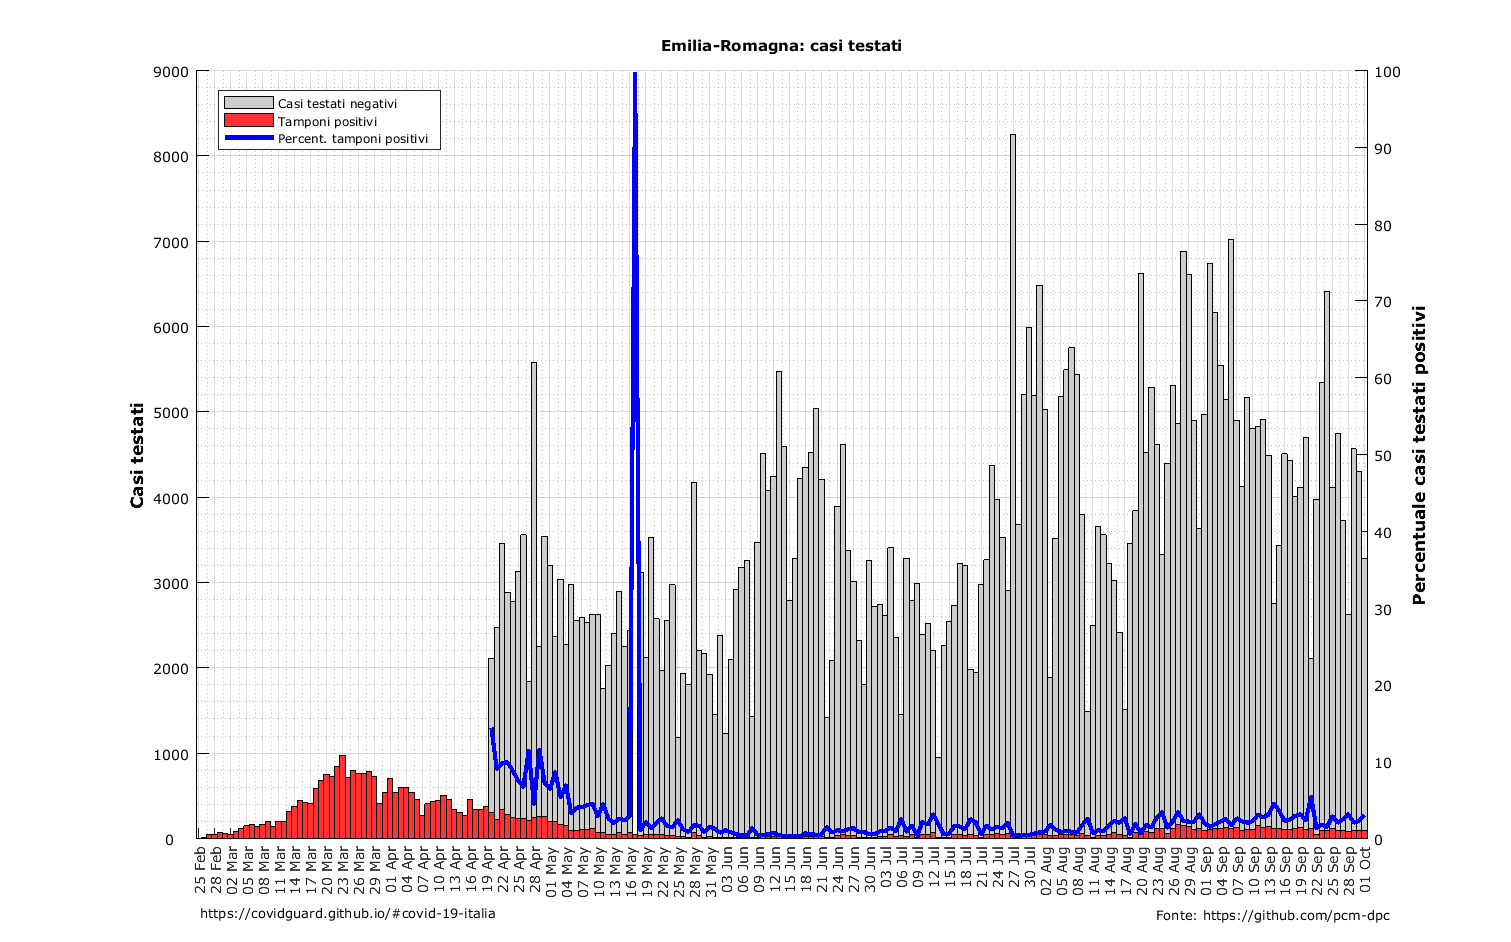 Emilia-Romagna: casi testati
Casi testati negativi
Tamponi positivi
Percent. tamponi positivi
Casi testati
9000
8000
7000
6000
5000
4000
3000
2000
1000
0
Percentuale casi testati positivi
100
90
80
70
60
50
40
30
20
10
0
25 Feb
28 Feb
02 Mar
05 Mar
08 Mar
11 Mar
14 Mar
17 Mar
20 Mar
23 Mar
26 Mar
29 Mar
01 Apr
04 Apr
07 Apr
10 Apr
13 Apr
16 Apr
19 Apr
22 Apr
25 Apr
28 Apr
01 May
04 May
07 May
10 May
13 May
16 May
19 May
22 May
25 May
28 May
31 May
03 Jun
06 Jun
09 Jun
12 Jun
15 Jun
18 Jun
21 Jun
24 Jun
27 Jun
30 Jun
03 Jul
06 Jul
09 Jul
12 Jul
15 Jul
18 Jul
21 Jul
24 Jul
27 Jul
30 Jul
02 Aug
05 Aug
08 Aug
11 Aug
14 Aug
17 Aug
20 Aug
23 Aug
26 Aug
29 Aug
01 Sep
04 Sep
07 Sep
10 Sep
13 Sep
16 Sep
19 Sep
22 Sep
25 Sep
28 Sep
01 Oct
https://covidguard.github.io/#covid-19-italia
Fonte: https://github.com/pcm-dpc